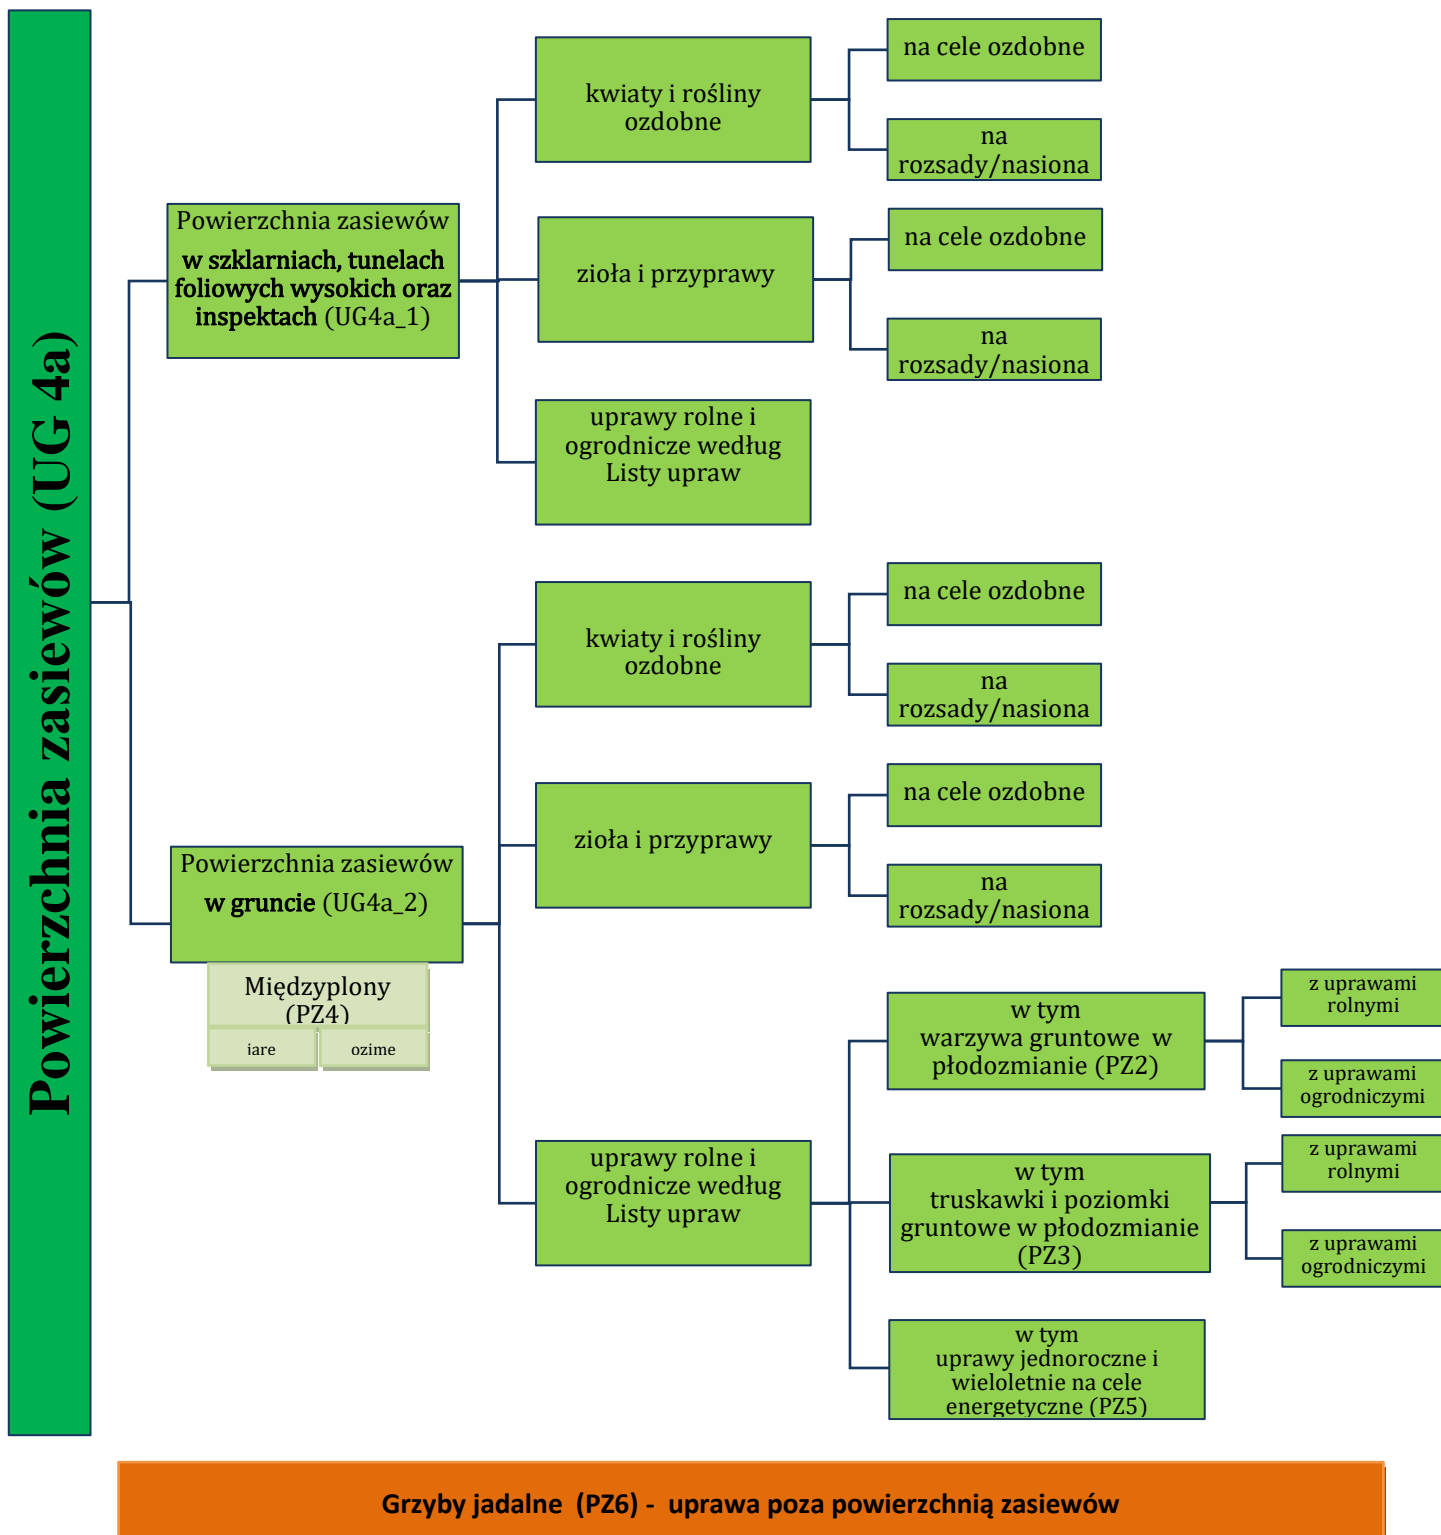 Powierzchnia zasiewów (UG 4a)
Powierzchnia zasiewów
w szklarniach, tunelach
foliowych wysokich oraz
inspektach (UG4a_1)
kwiaty i rośliny
ozdobne
na cele ozdobne
na
rozsady/nasiona
zioła i przyprawy
na cele ozdobne
na
rozsady/nasiona
uprawy rolne i
ogrodnicze według
Listy upraw
Powierzchnia zasiewów
w gruncie (UG4a_2)
Międzyplony
(PZ4)
jare
ozime
kwiaty i rośliny
ozdobne
na cele ozdobne
na
rozsady/nasiona
zioła i przyprawy
na cele ozdobne
na
rozsady/nasiona
uprawy rolne i
ogrodnicze według
Listy upraw
w tym
warzywa gruntowe w
płodozmianie (PZ2)
z uprawami
rolnymi
z uprawami
ogrodniczymi
w tym
truskawki i poziomki
gruntowe w płodozmianie
(PZ3)
z uprawami
rolnymi
z uprawami
ogrodniczymi
w tym
uprawy jednoroczne i
wieloletnie na cele
energetyczne (PZ5)
Grzyby jadalne (PZ6) - uprawa poza powierzchnią zasiewów